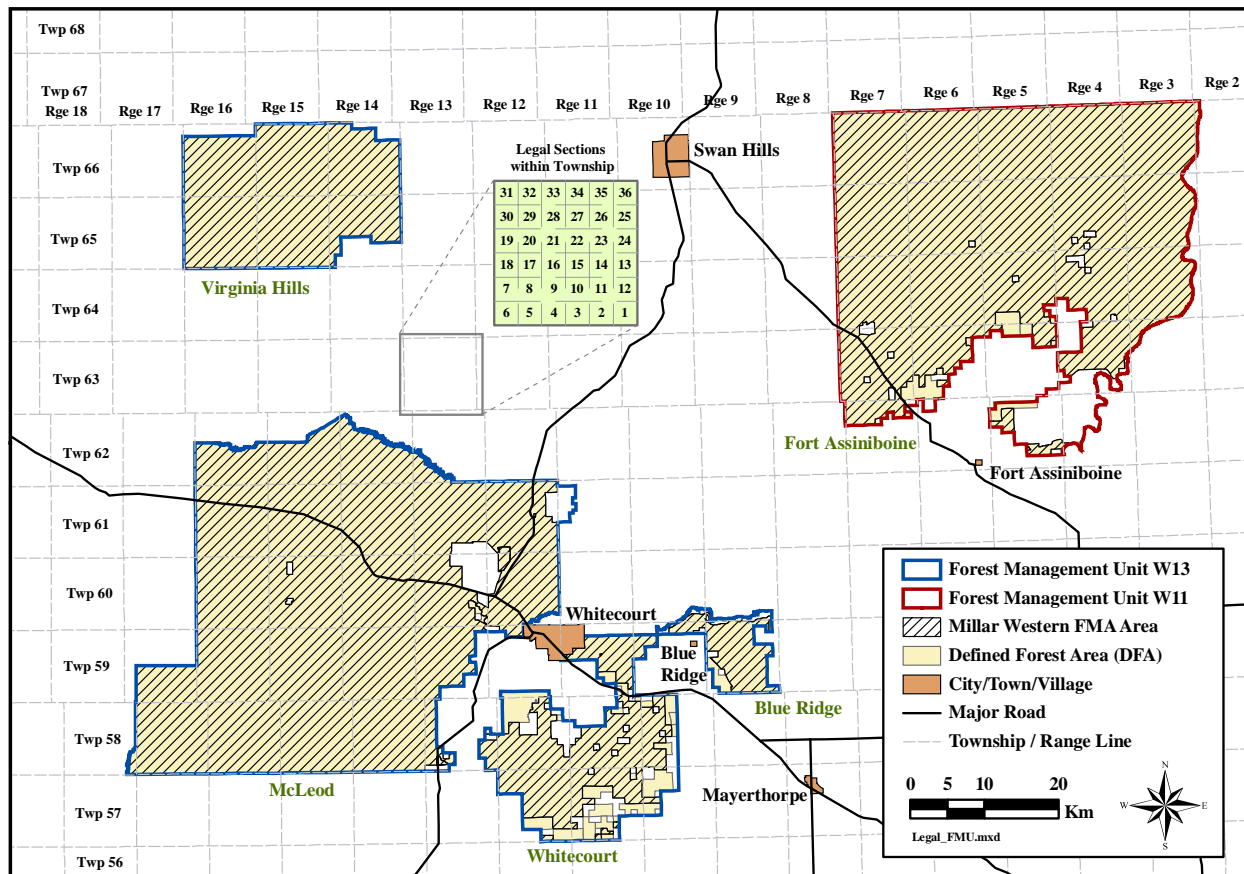 Twp 68
Twp 67
Rge 18 Rge 17 Rge 16 Rge 15 Rge 14 Rge 13 Rge 12 Rge 11 Rge 10 Rge 9 Rge 8 Rge 7 Rge 6 Rge 5 Rge 4 Rge 3 Rge 2
Twp 66
Twp 65
Twp 64
Twp 63
Twp 62
Twp 61
Twp 60
Twp 59
Twp 58
Twp 57
Twp 56
Legal Sections
within Township
31 32 33 34 35 36
30 29 28 27 26 25
19 20 21 22 23 24
18 17 16 15 14 13
7 8 9 10 11 12
6 5 4 3 2 1
Swan Hills
Virginia Hills
Fort Assiniboine
Fort Assiniboine
Whitecourt
Blue
Ridge
Blue Ridge
McLeod
Mayerthorpe
Whitecourt
Forest Management Unit W13
Forest Management Unit W11
Millar Western FMA Area
Defined Forest Area (DFA)
City/Town/Village
Major Road
Township / Range Line
0 5 10 20
Km
Legal_FMU.mxd
N
W E
S